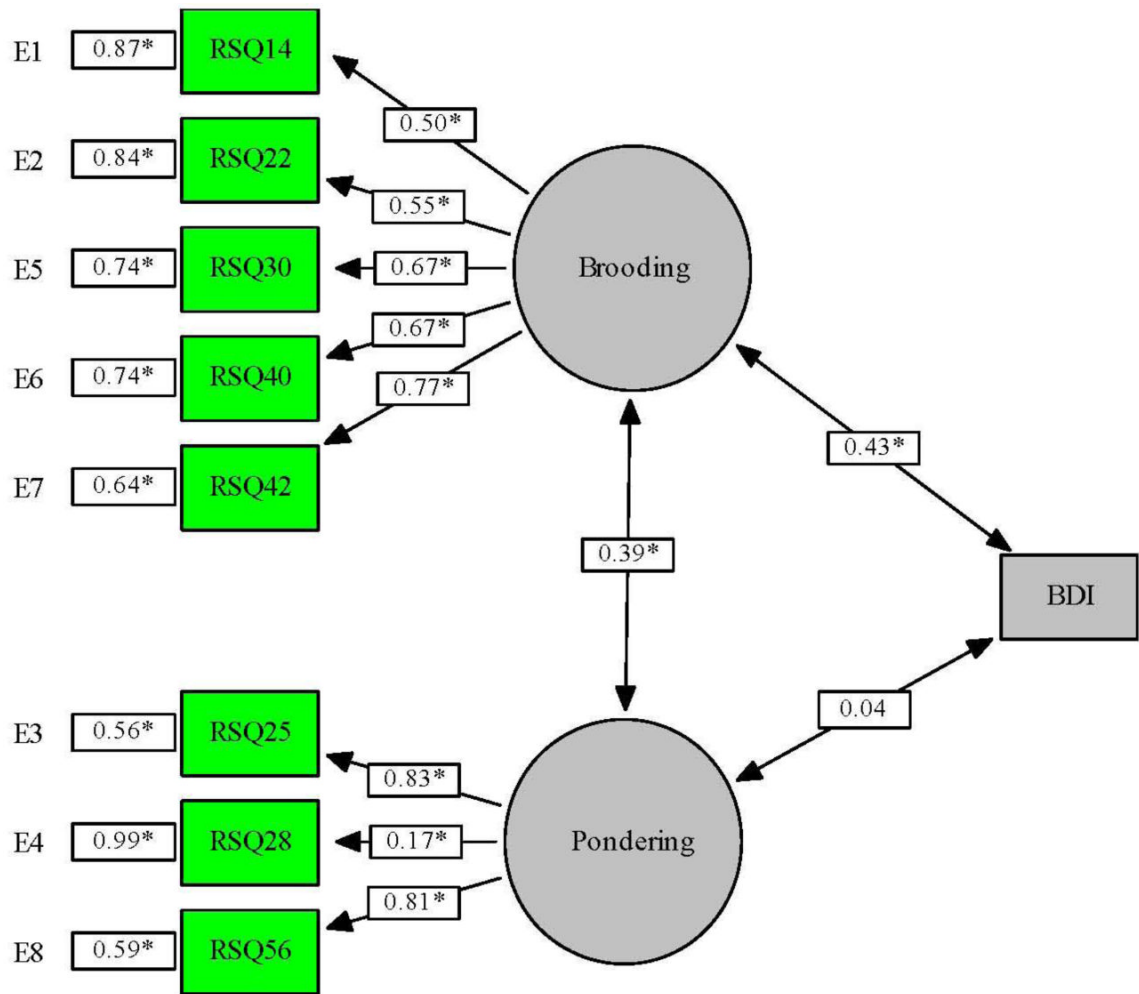 E1 0.87* RSQ14
0.50*
E2 0.84* RSQ22
0.55*
E5 0.74* RSQ30 0.67* Brooding
0.67*
E6 0.74* RSQ40
0.77*
0.43*
E7 0.64* RSQ42
0.39*
BDI
0.04
E3 0.56* RSQ25
0.83*
E4 0.99* RSQ28 0.17* Pondering
0.81*
E8 0.59* RSQ56